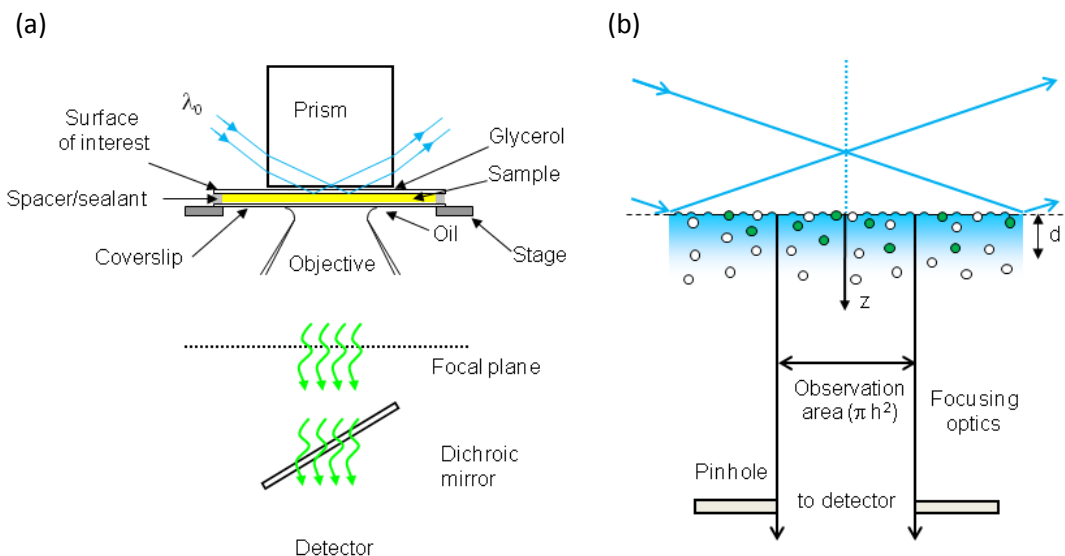 (a)
λ0
Prism
Surface
of interest
Glycerol
Sample
Spacer/sealant
Coverslip
Oil
Objective
Stage
Focal plane
Dichroic
mirror
Detector
(b)
d
z
Observation
area (π h²)
Focusing
optics
Pinhole
to detector